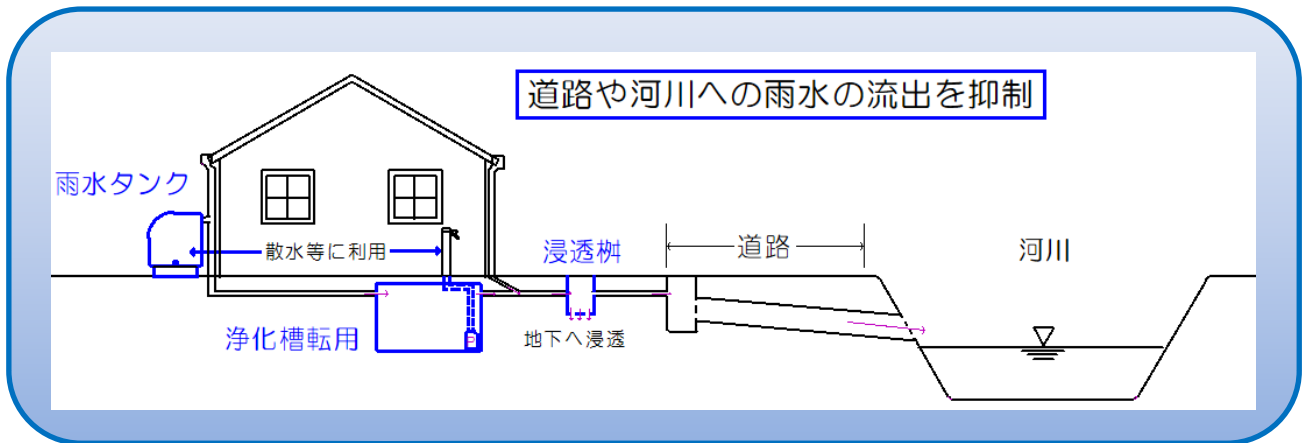 道路や河川への雨水の流出を抑制
雨水タンク
散水等に利用
浸透桝
道路
河川
浄化槽転用
地下へ浸透
P